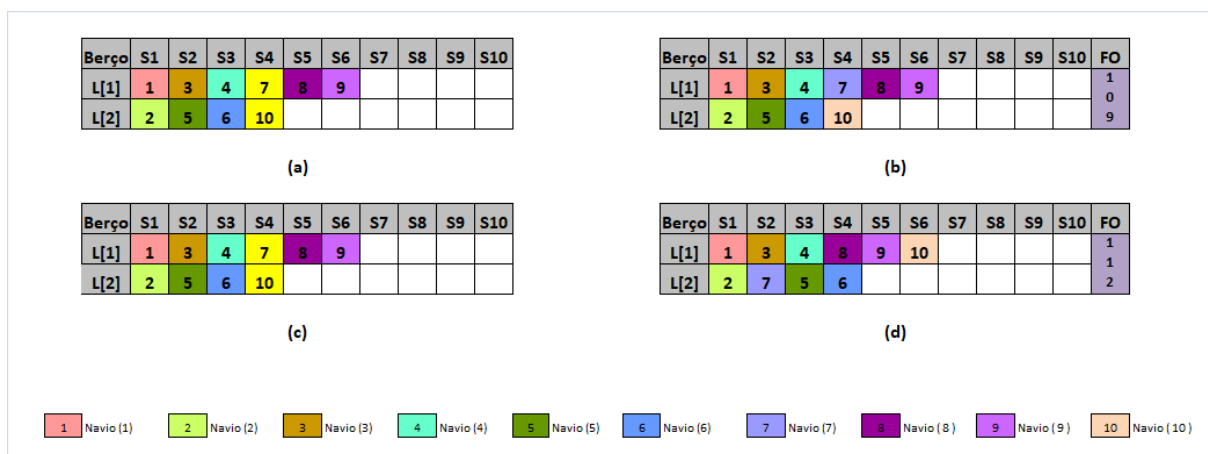 Berço S1 S2 S3 S4 S5 S6 S7 S8 S9 S10
L[1] 1 3 4 7 8 9
L[2] 2 5 6 10
(a)
Berço S1 S2 S3 S4 S5 S6 S7 S8 S9 S10 FO
L[1] 1 3 4 7 8 9
L[2] 2 5 6 10
1
0
9
(b)
Berço S1 S2 S3 S4 S5 S6 S7 S8 S9 S10
L[1] 1 3 4 7 8 9
L[2] 2 5 6 10
(c)
Berço S1 S2 S3 S4 S5 S6 S7 S8 S9 S10 FO
L[1] 1 3 4 8 9 10
L[2] 2 7 5 6
1
1
2
(d)
1 Navio (1) 2 Navio (2) 3 Navio (3) 4 Navio (4) 5 Navio (5) 6 Navio (6) 7 Navio (7) 8 Navio ( 8 ) 9 Navio ( 9 ) 10 Navio ( 10 )